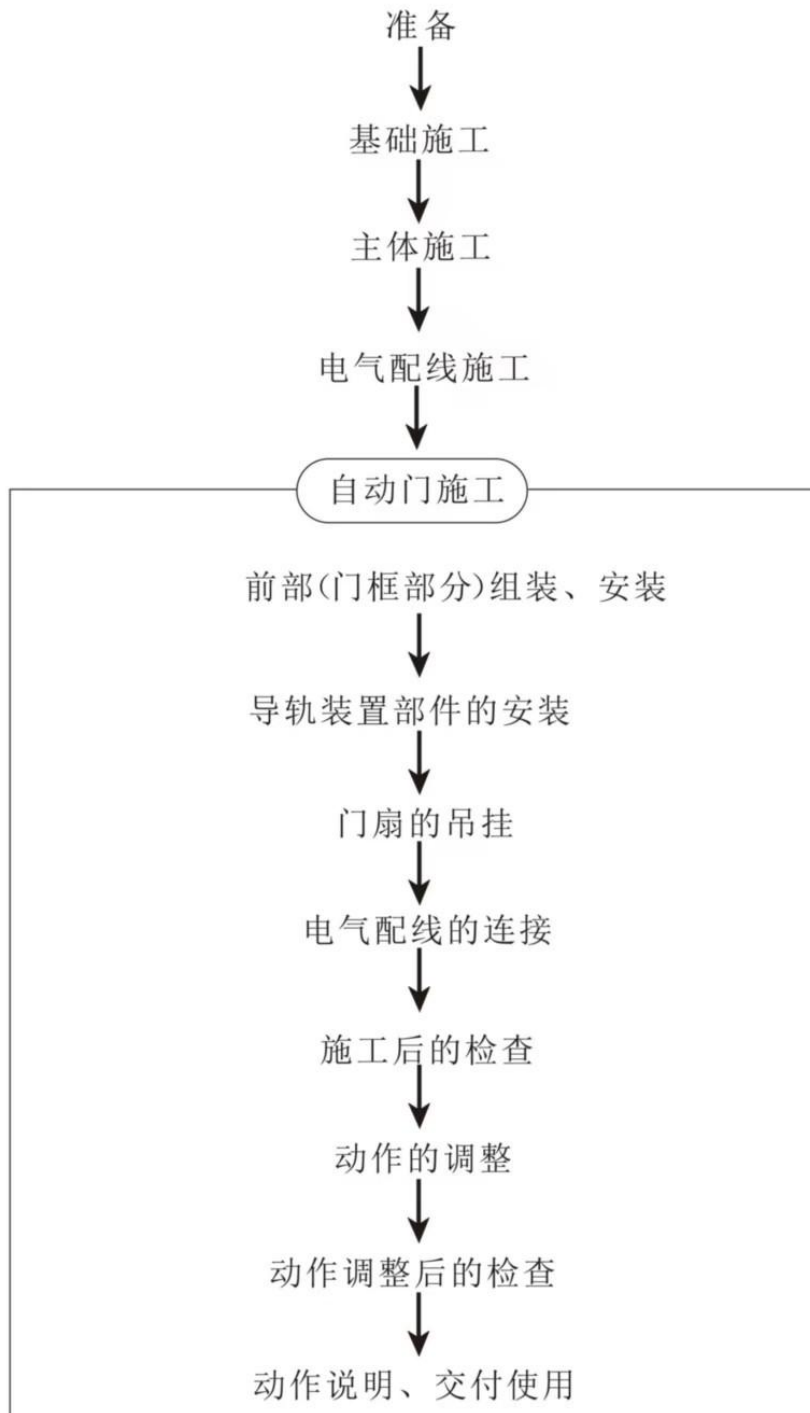 准备
基础施工
主体施工
电气配线施工
自动门施工
前部(门框部分)组装、安装
导轨装置部件的安装
门扇的吊挂
电气配线的连接
施工后的检查
动作的调整
动作调整后的检查
动作说明、交付使用